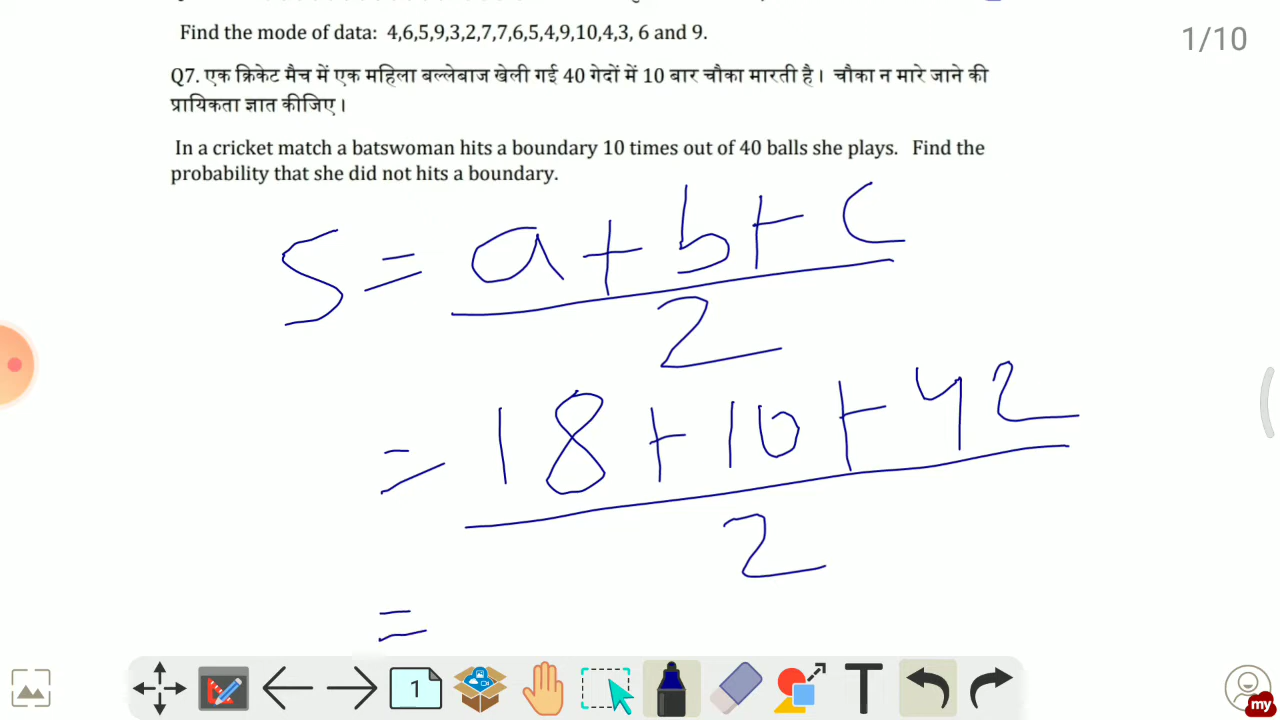 1/10
Find the mode of data: 4,6,5,9,3,2,7,7,6,5,4,9,10,4,3, 6 and 9.
Q7. एक क्रिकेट मैच में एक महिला बल्लेबाज खेली गई 40 गेदों में 10 बार चौका मारती है। चौका न मारे जाने की
प्रायिकता ज्ञात कीजिए।
In a cricket match a batswoman hits a boundary 10 times out of 40 balls she plays. Find the
probability that she did not hits a boundary.
S = a + b + c
2
= 18 + 10 + 42
2
=
1
T
my